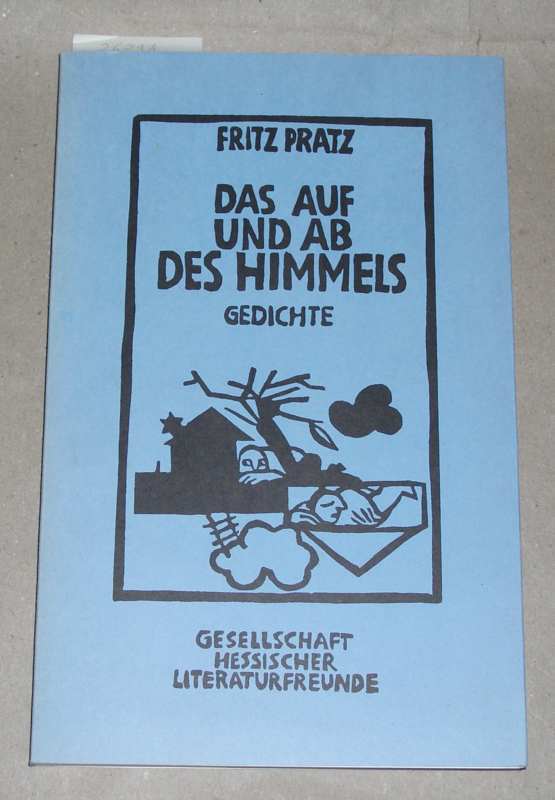 FRITZ PRATZ
DAS AUF
UND AB
DES HIMMELS
GEDICHTE
GESELLSCHAFT
HESSISCHER
LITERATURFREUNDE